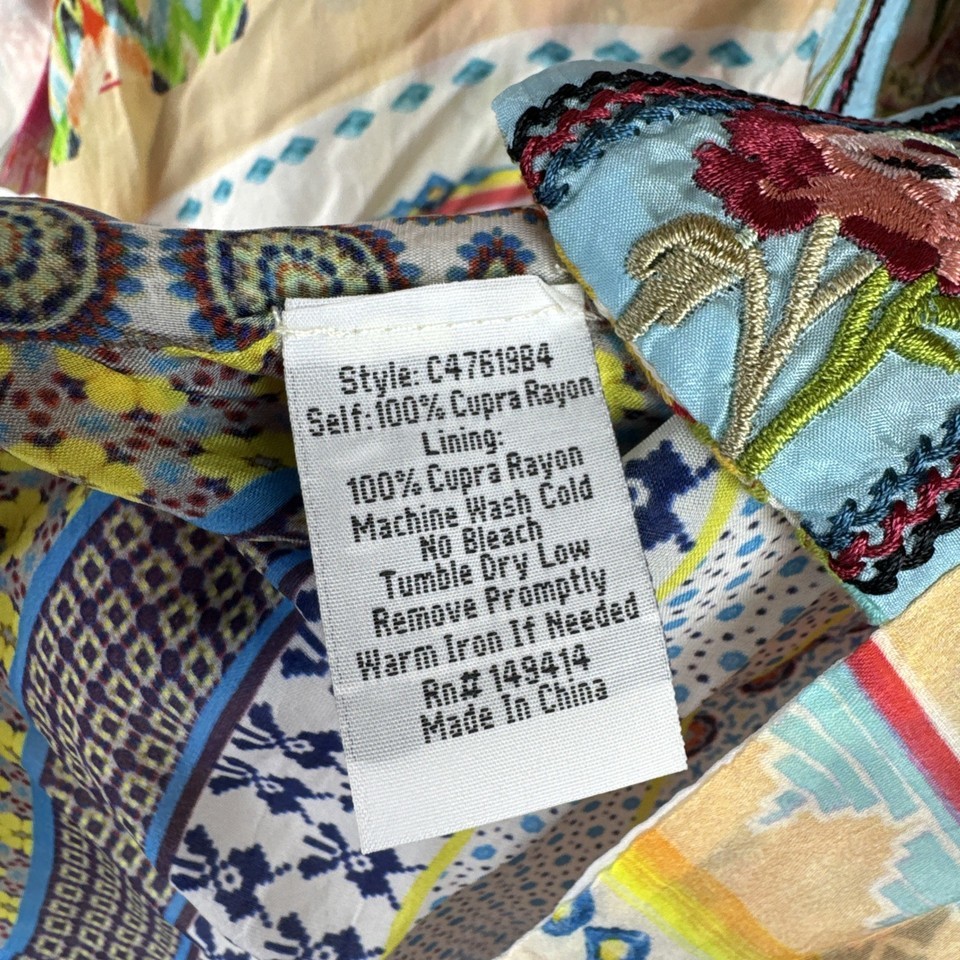 Style: C47619B4
Self:100% Cupra Rayon
Lining:
100% Cupra Rayon
Machine Wash Cold
No Bleach
Tumble Dry Low
Remove Promptly
Warm Iron If Needed
Rn# 149414
Made In China